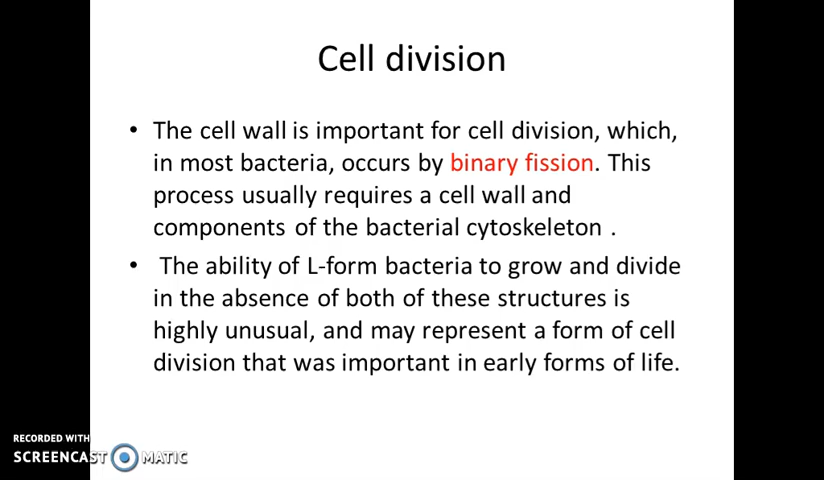 Cell division
• The cell wall is important for cell division, which,
in most bacteria, occurs by binary fission. This
process usually requires a cell wall and
components of the bacterial cytoskeleton .
• The ability of L-form bacteria to grow and divide
in the absence of both of these structures is
highly unusual, and may represent a form of cell
division that was important in early forms of life.
RECORDED WITH
SCREENCAST MATIC